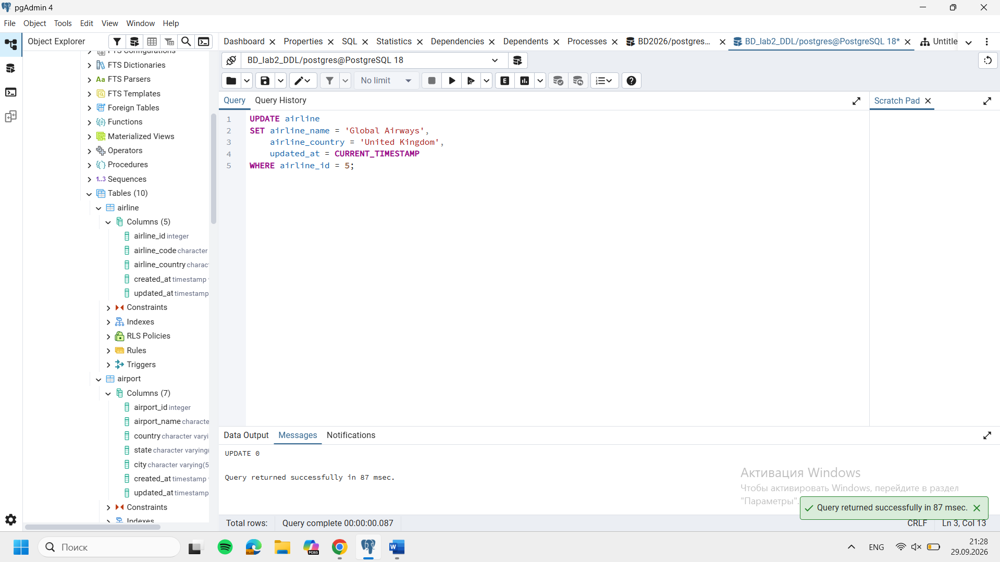 pgAdmin 4
File Object Tools Edit View Window Help
Object Explorer
Dashboard Properties SQL Statistics Dependencies Dependents Processes BD2026/postgres... BD_lab2_DDL/postgres@PostgreSQL 18* Untitle
BD_lab2_DDL/postgres@PostgreSQL 18
No limit
E
Query Query History
Scratch Pad
1 UPDATE airline
2 SET airline_name = 'Global Airways',
3 airline_country = 'United Kingdom',
4 updated_at = CURRENT_TIMESTAMP
5 WHERE airline_id = 5;
FTS Configurations
FTS Dictionaries
Aa FTS Parsers
FTS Templates
Foreign Tables
Functions
Materialized Views
Operators
Procedures
1..3 Sequences
Tables (10)
airline
Columns (5)
airline_id integer
airline_code character
airline_country charac
created_at timestamp
updated_at timestamp
Constraints
Indexes
RLS Policies
Rules
Triggers
airport
Columns (7)
airport_id integer
airport_name characte
country character varyi
state character varying(
city character varying(5
created_at timestamp
updated_at timestamp
Constraints
Indexes
Data Output Messages Notifications
UPDATE 0
Query returned successfully in 87 msec.
Активация Windows
Чтобы активировать Windows, перейдите в раздел
"Параметры".
Query returned successfully in 87 msec.
Total rows: Query complete 00:00:00.087 CRLF Ln 3, Col 13
Поиск
M365
ENG
21:28
29.09.2026